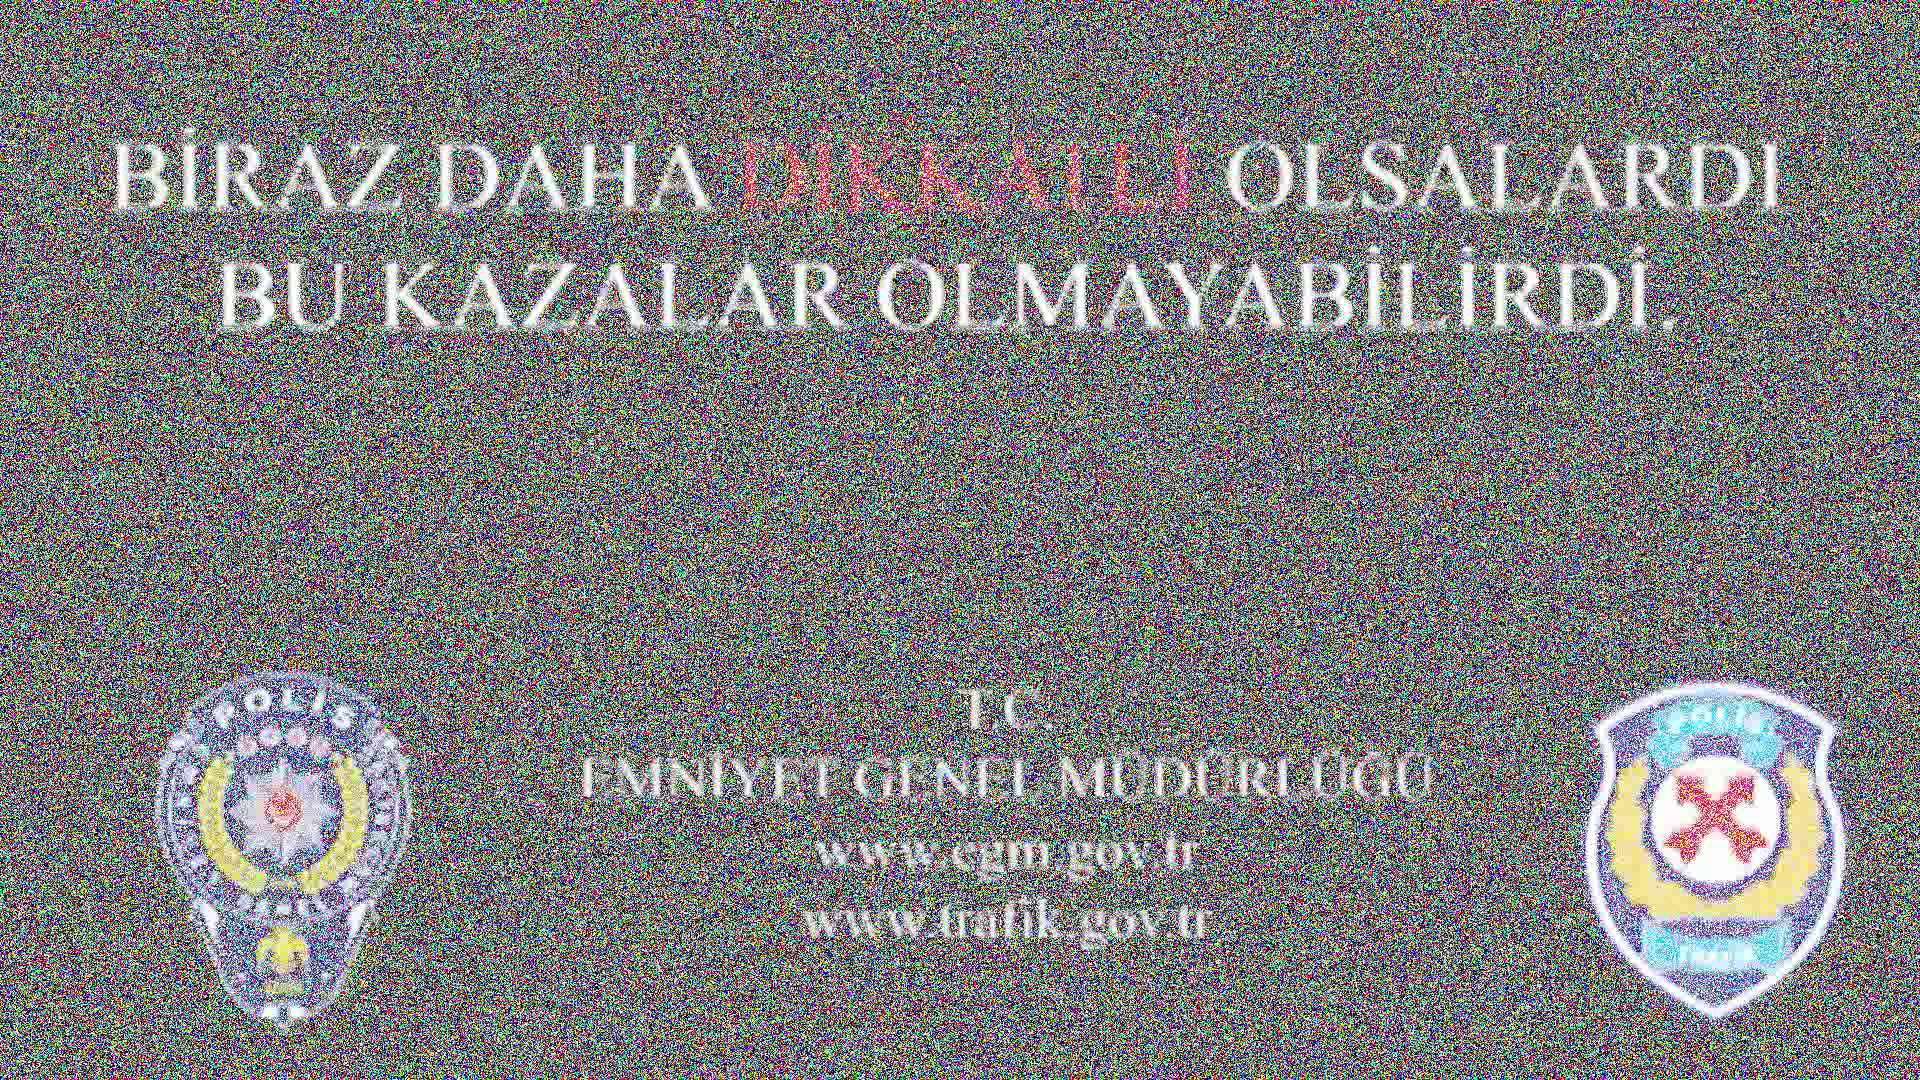 BİRAZ DAHA DİKKATLİ OLSALARDI
BU KAZALAR OLMAYABİLİRDİ.
POLİS
T.C.
EMNİYET GENEL MÜDÜRLÜĞÜ
www.egm.gov.tr
www.trafik.gov.tr
POLİS
TRAFİK